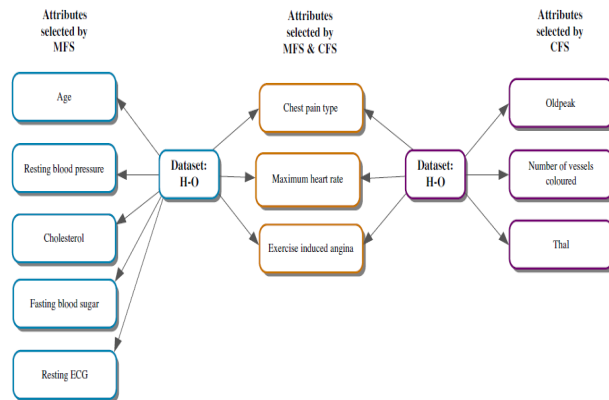 Attributes
selected by
MFS
Attributes
selected by
MFS & CFS
Attributes
selected by
CFS
Age
Resting blood pressure
Cholesterol
Fasting blood sugar
Resting ECG
Dataset:
H-O
Chest pain type
Maximum heart rate
Exercise induced angina
Dataset:
H-O
Oldpeak
Number of vessels
coloured
Thal